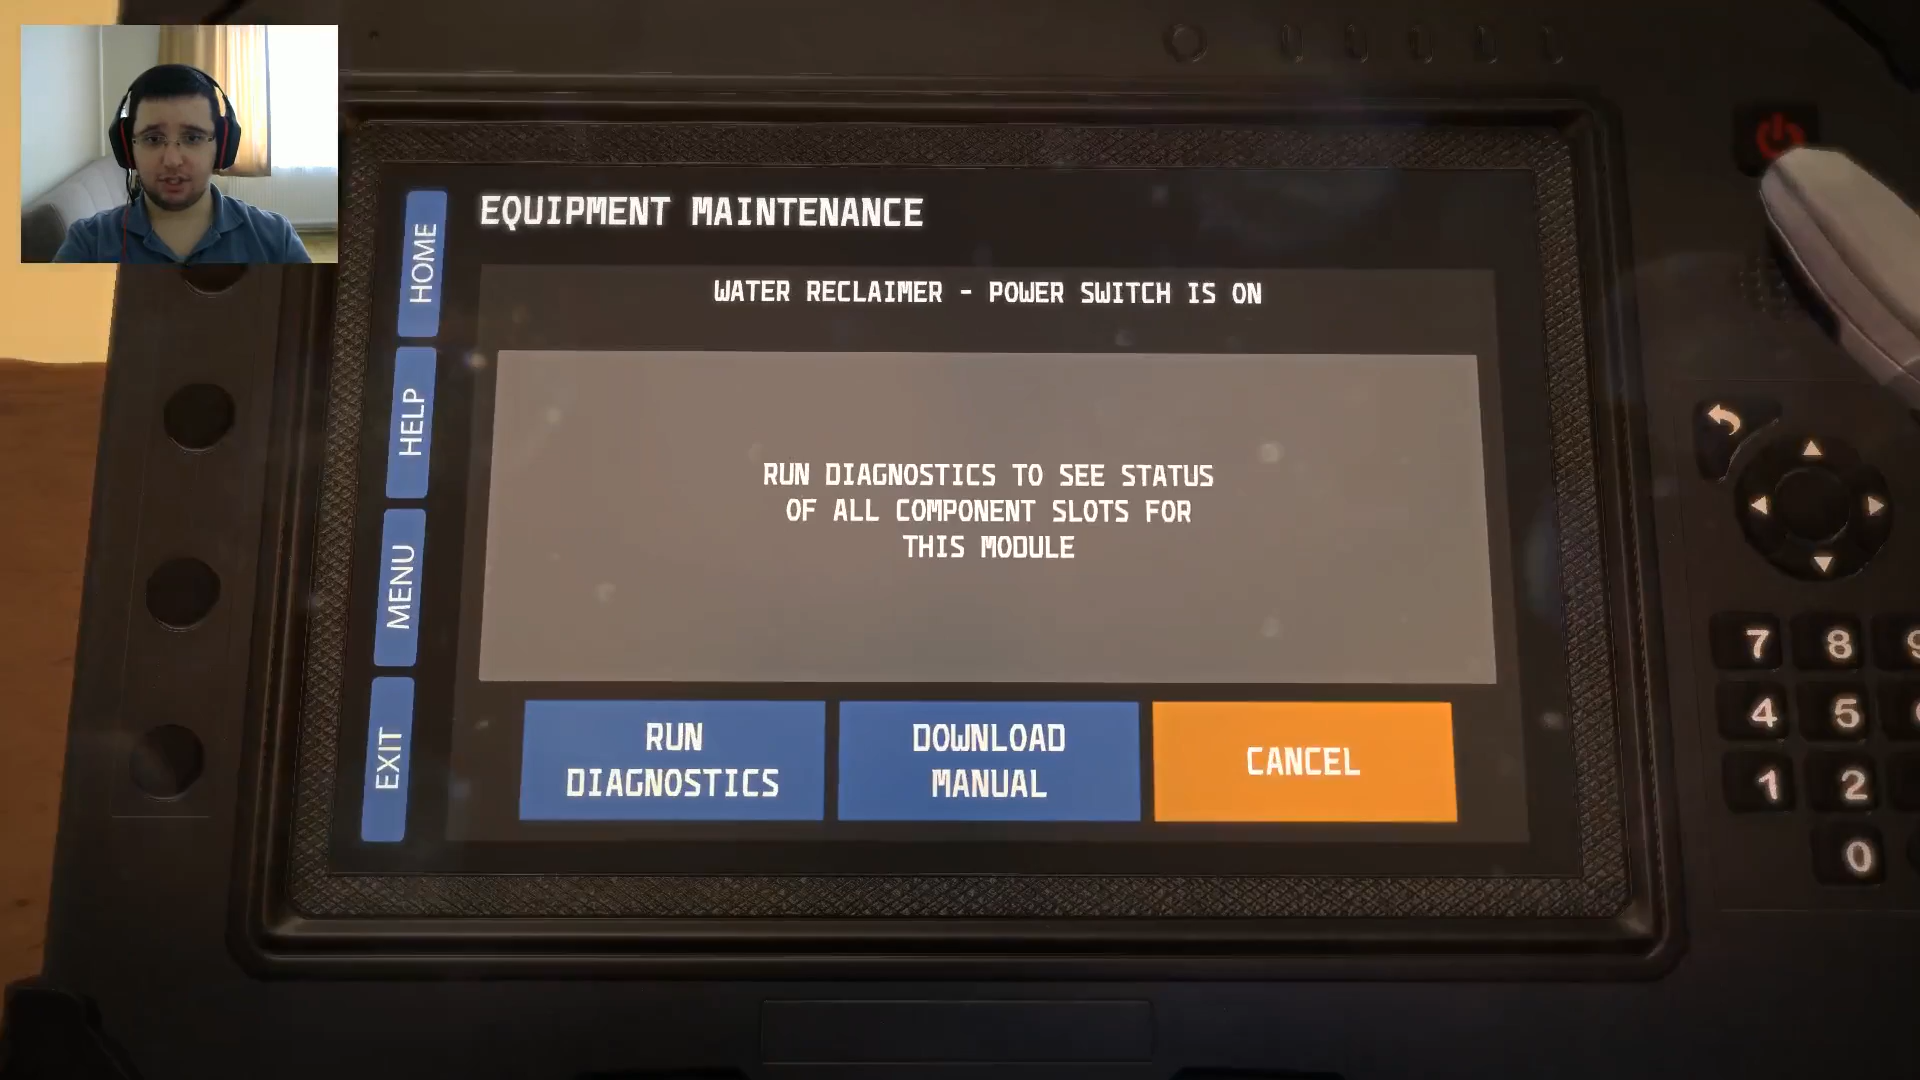 EQUIPMENT MAINTENANCE
WATER RECLAIMER - POWER SWITCH IS ON
HOME
HELP
MENU
EXIT
RUN DIAGNOSTICS TO SEE STATUS
OF ALL COMPONENT SLOTS FOR
THIS MODULE
RUN
DIAGNOSTICS
DOWNLOAD
MANUAL
CANCEL
7 8 9
4 5
1 2
0